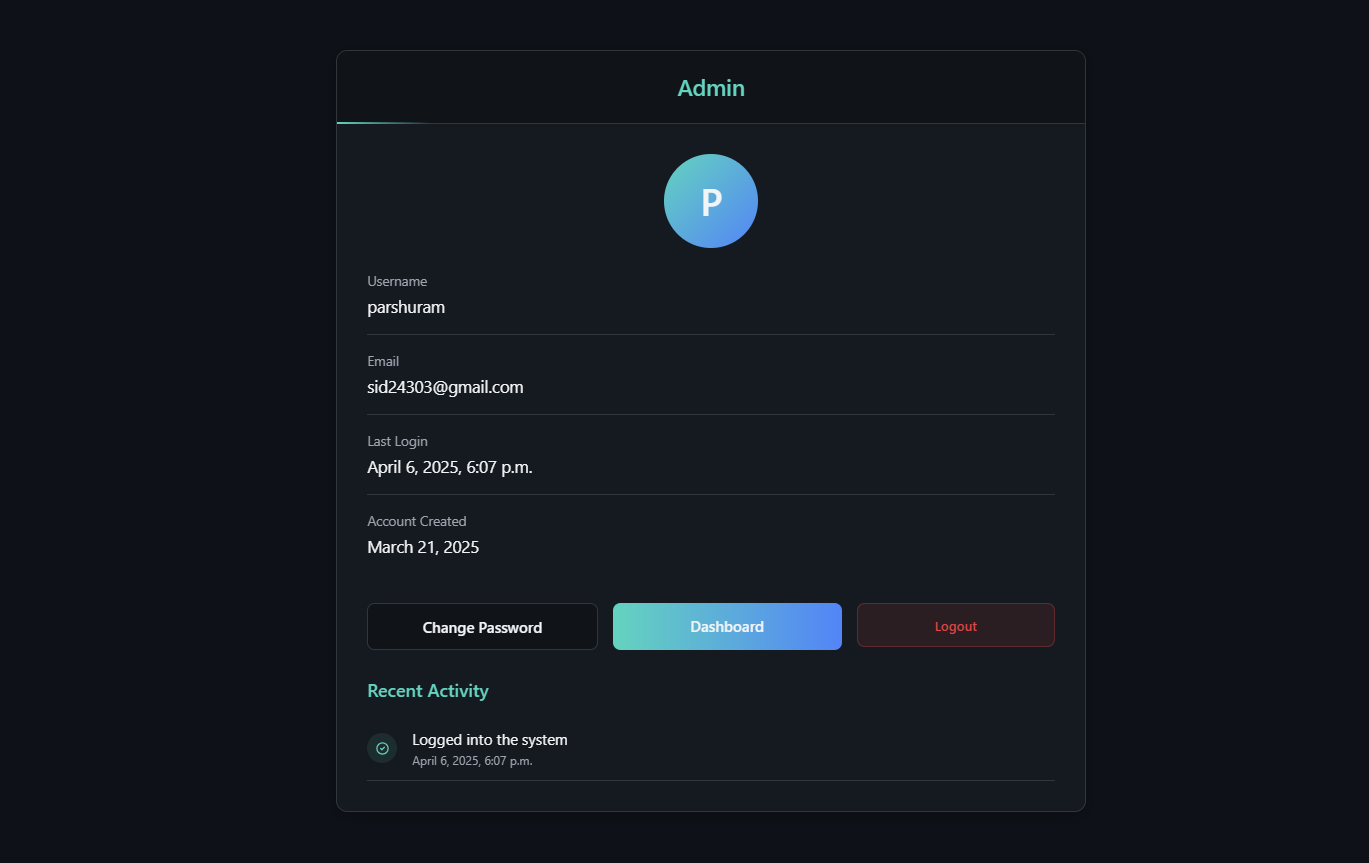 Admin
P
Username
parshuram
Email
sid24303@gmail.com
Last Login
April 6, 2025, 6:07 p.m.
Account Created
March 21, 2025
Change Password
Dashboard
Logout
Recent Activity
Logged into the system
April 6, 2025, 6:07 p.m.